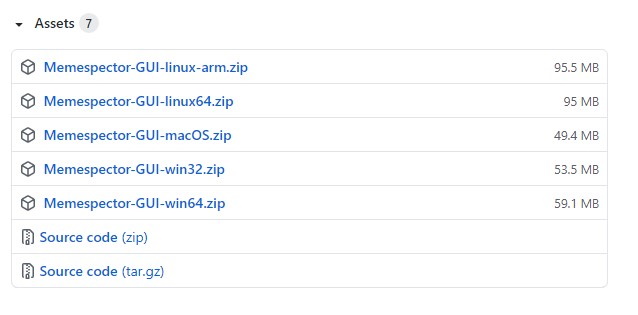 Assets 7
Memespector-GUI-linux-arm.zip 95.5 MB
Memespector-GUI-linux64.zip 95 MB
Memespector-GUI-macOS.zip 49.4 MB
Memespector-GUI-win32.zip 53.5 MB
Memespector-GUI-win64.zip 59.1 MB
Source code (zip)
Source code (tar.gz)